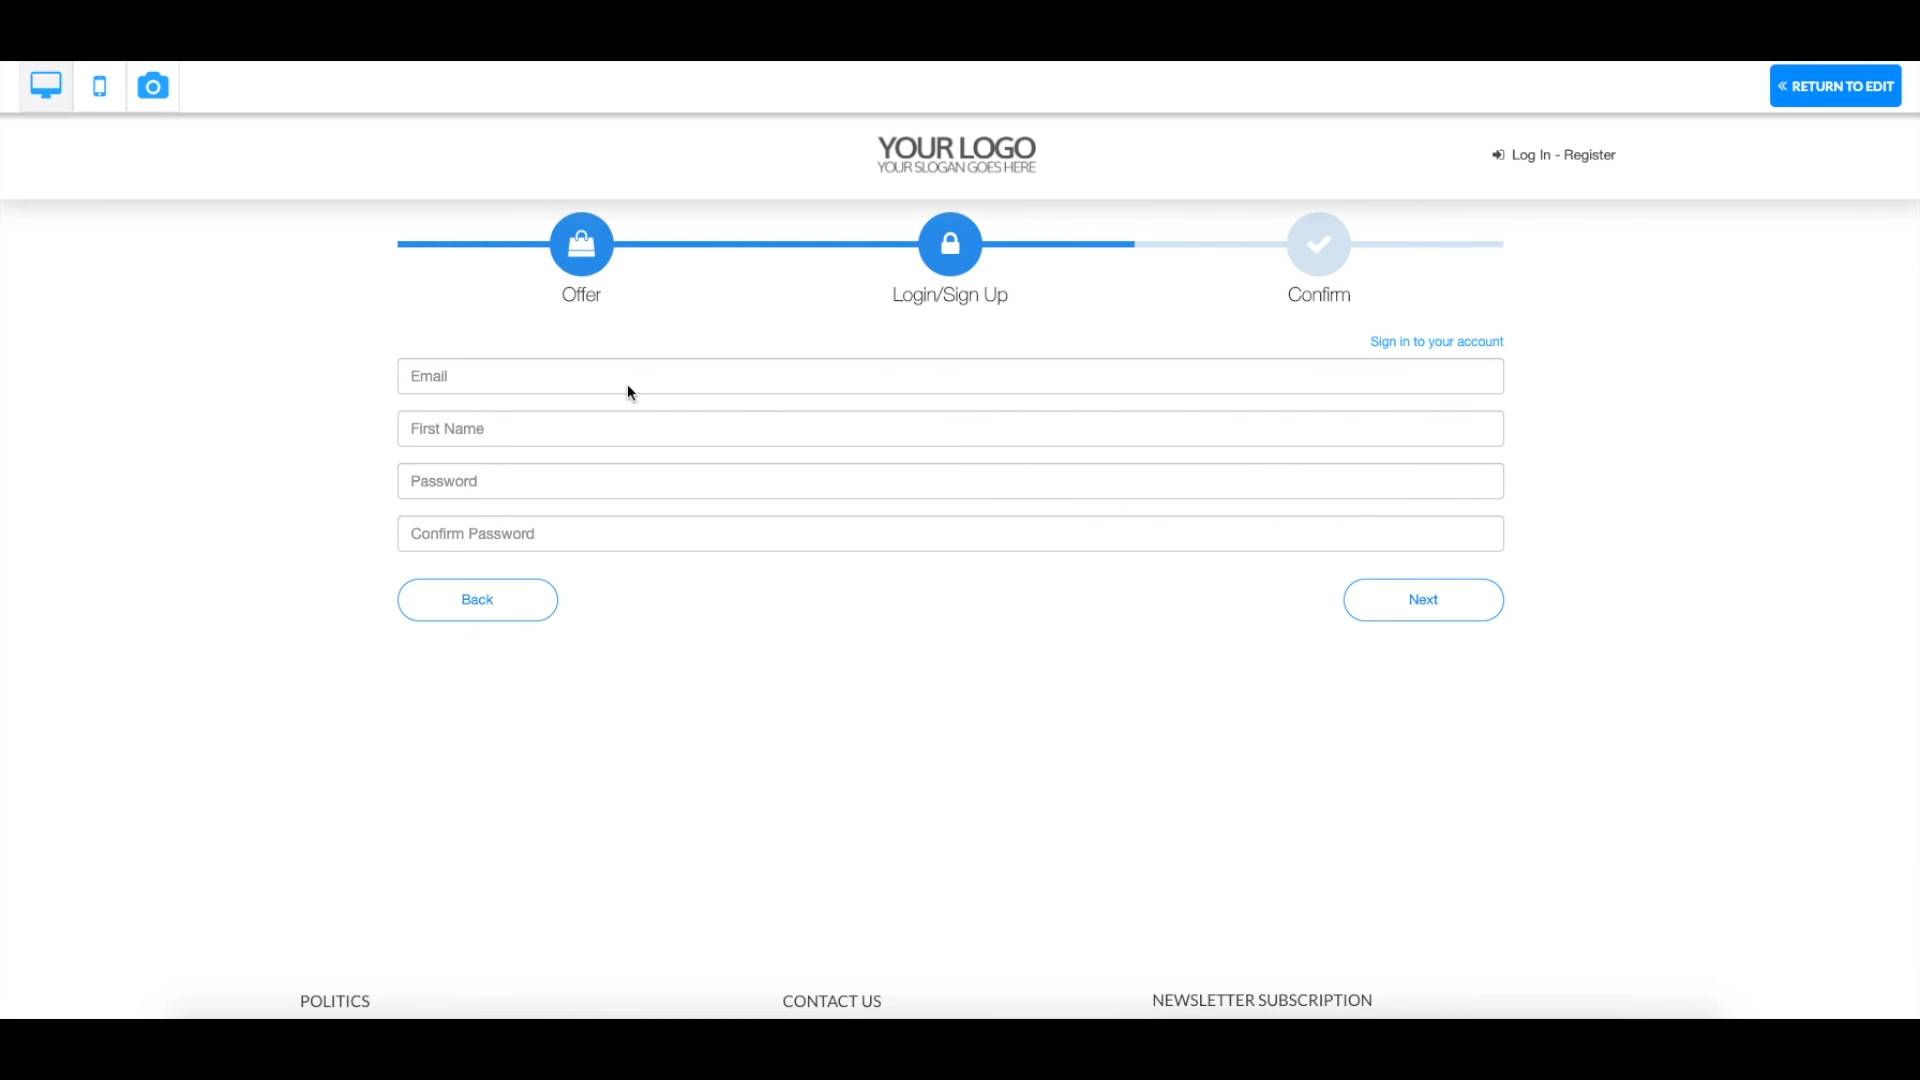 RETURN TO EDIT
YOUR LOGO
YOUR SLOGAN GOES HERE
Log In - Register
Offer
Login/Sign Up
Confirm
Sign in to your account
Email
First Name
Password
Confirm Password
Back
Next
POLITICS
CONTACT US
NEWSLETTER SUBSCRIPTION